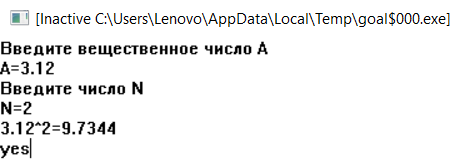 [Inactive C:\Users\Lenovo\AppData\Local\Temp\goal$000.exe]
Введите вещественное число A
A=3.12
Введите число N
N=2
3.12^2=9.7344
yes